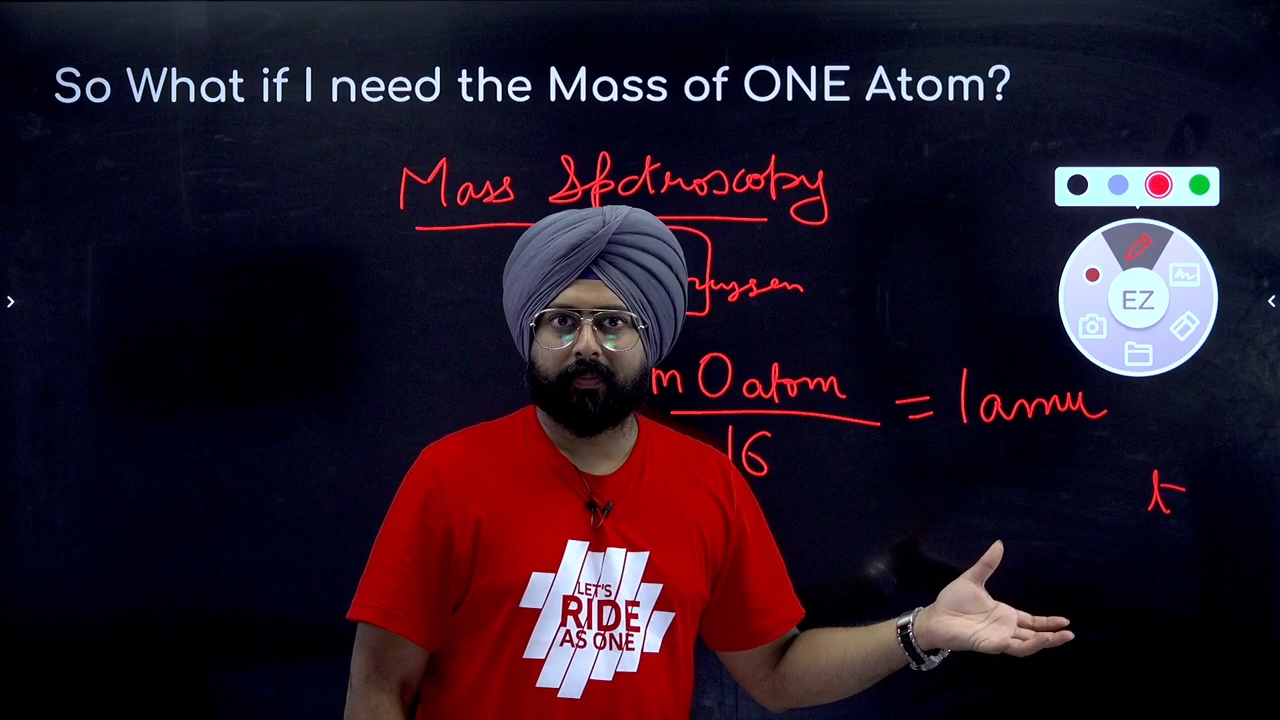 So What if I need the Mass of ONE Atom?
Mass Spctroscopy
m O atom
= 1 amu
16
t
EZ
LET'S
RIDE
AS ONE